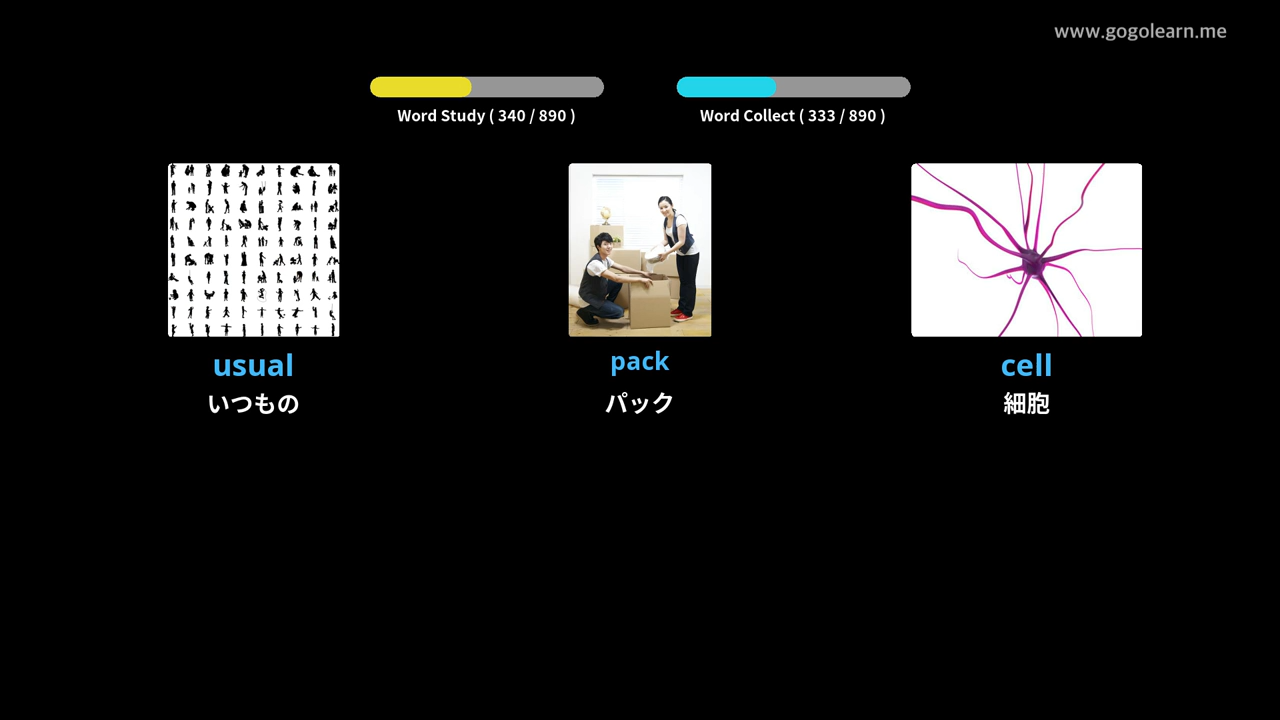 www.gogolearn.me
Word Study ( 340 / 890 )
Word Collect ( 333 / 890 )
usual
pack
cell
いつもの
パック
細胞